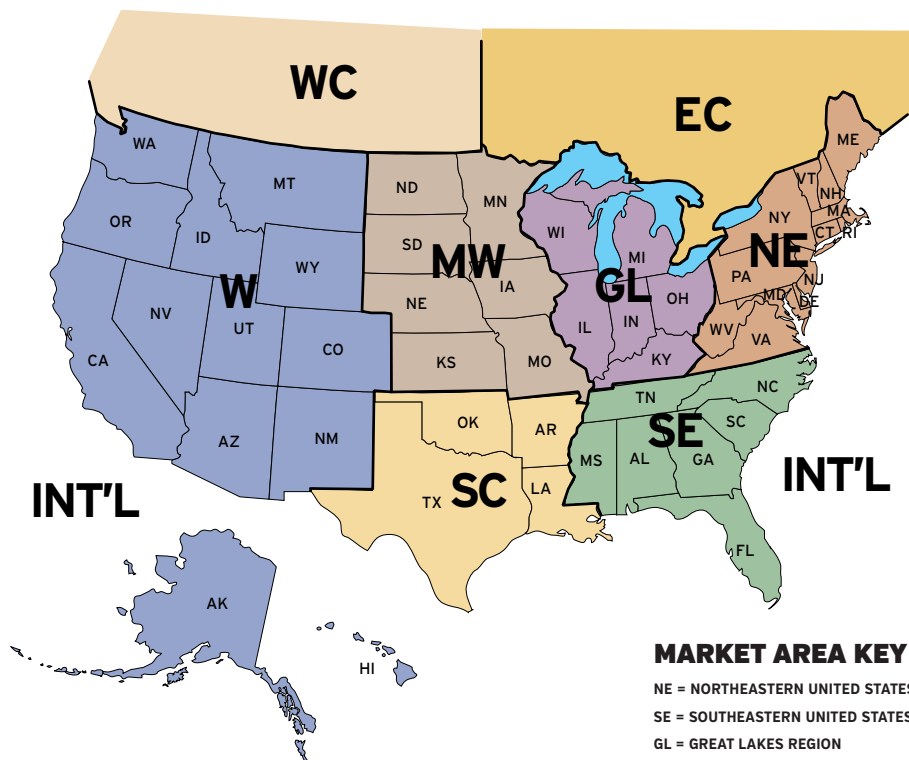 WC
EC
WA
MT
ND
MN
ME
VT
NH
MA
OR
ID
SD
WI
NY
CT
RI
W
WY
MW
MI
GL
NE
PA
NJ
NV
UT
NE
IA
IL
IN
OH
MD
DE
WV
VA
CA
CO
KS
MO
KY
AZ
NM
OK
AR
TN
NC
SE
SC
INT'L
TX
SC
LA
MS
AL
GA
INT'L
FL
AK
HI
MARKET AREA KEY
NE = NORTHEASTERN UNITED STATES
SE = SOUTHEASTERN UNITED STATES
GL = GREAT LAKES REGION